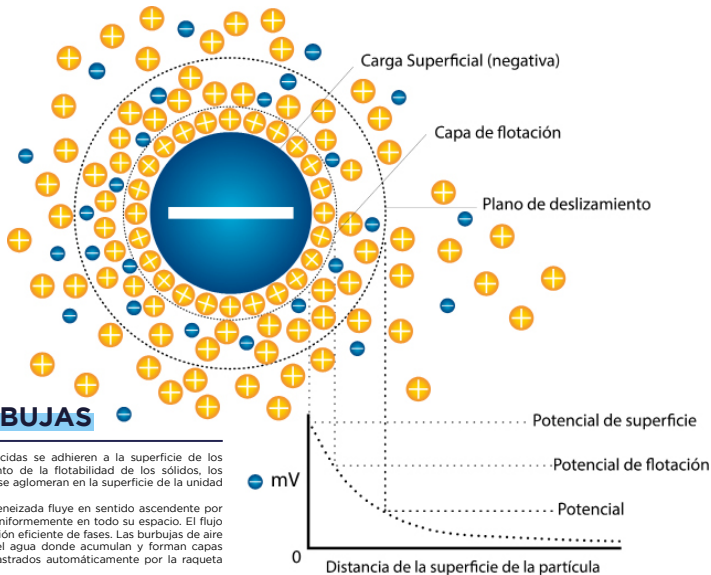 Carga Superficial (negativa)
Capa de flotación
Plano de deslizamiento
BUJAS
cidas se adhieren a la superficie de los
nto de la flotabilidad de los sólidos, los
se aglomeran en la superficie de la unidad
eneizada fluye en sentido ascendente por
niformemente en todo su espacio. El flujo
ión eficiente de fases. Las burbujas de aire
el agua donde acumulan y forman capas
astrados automáticamente por la raqueta
Potencial de superficie
Potencial de flotación
mV
Potencial
0
Distancia de la superficie de la partícula